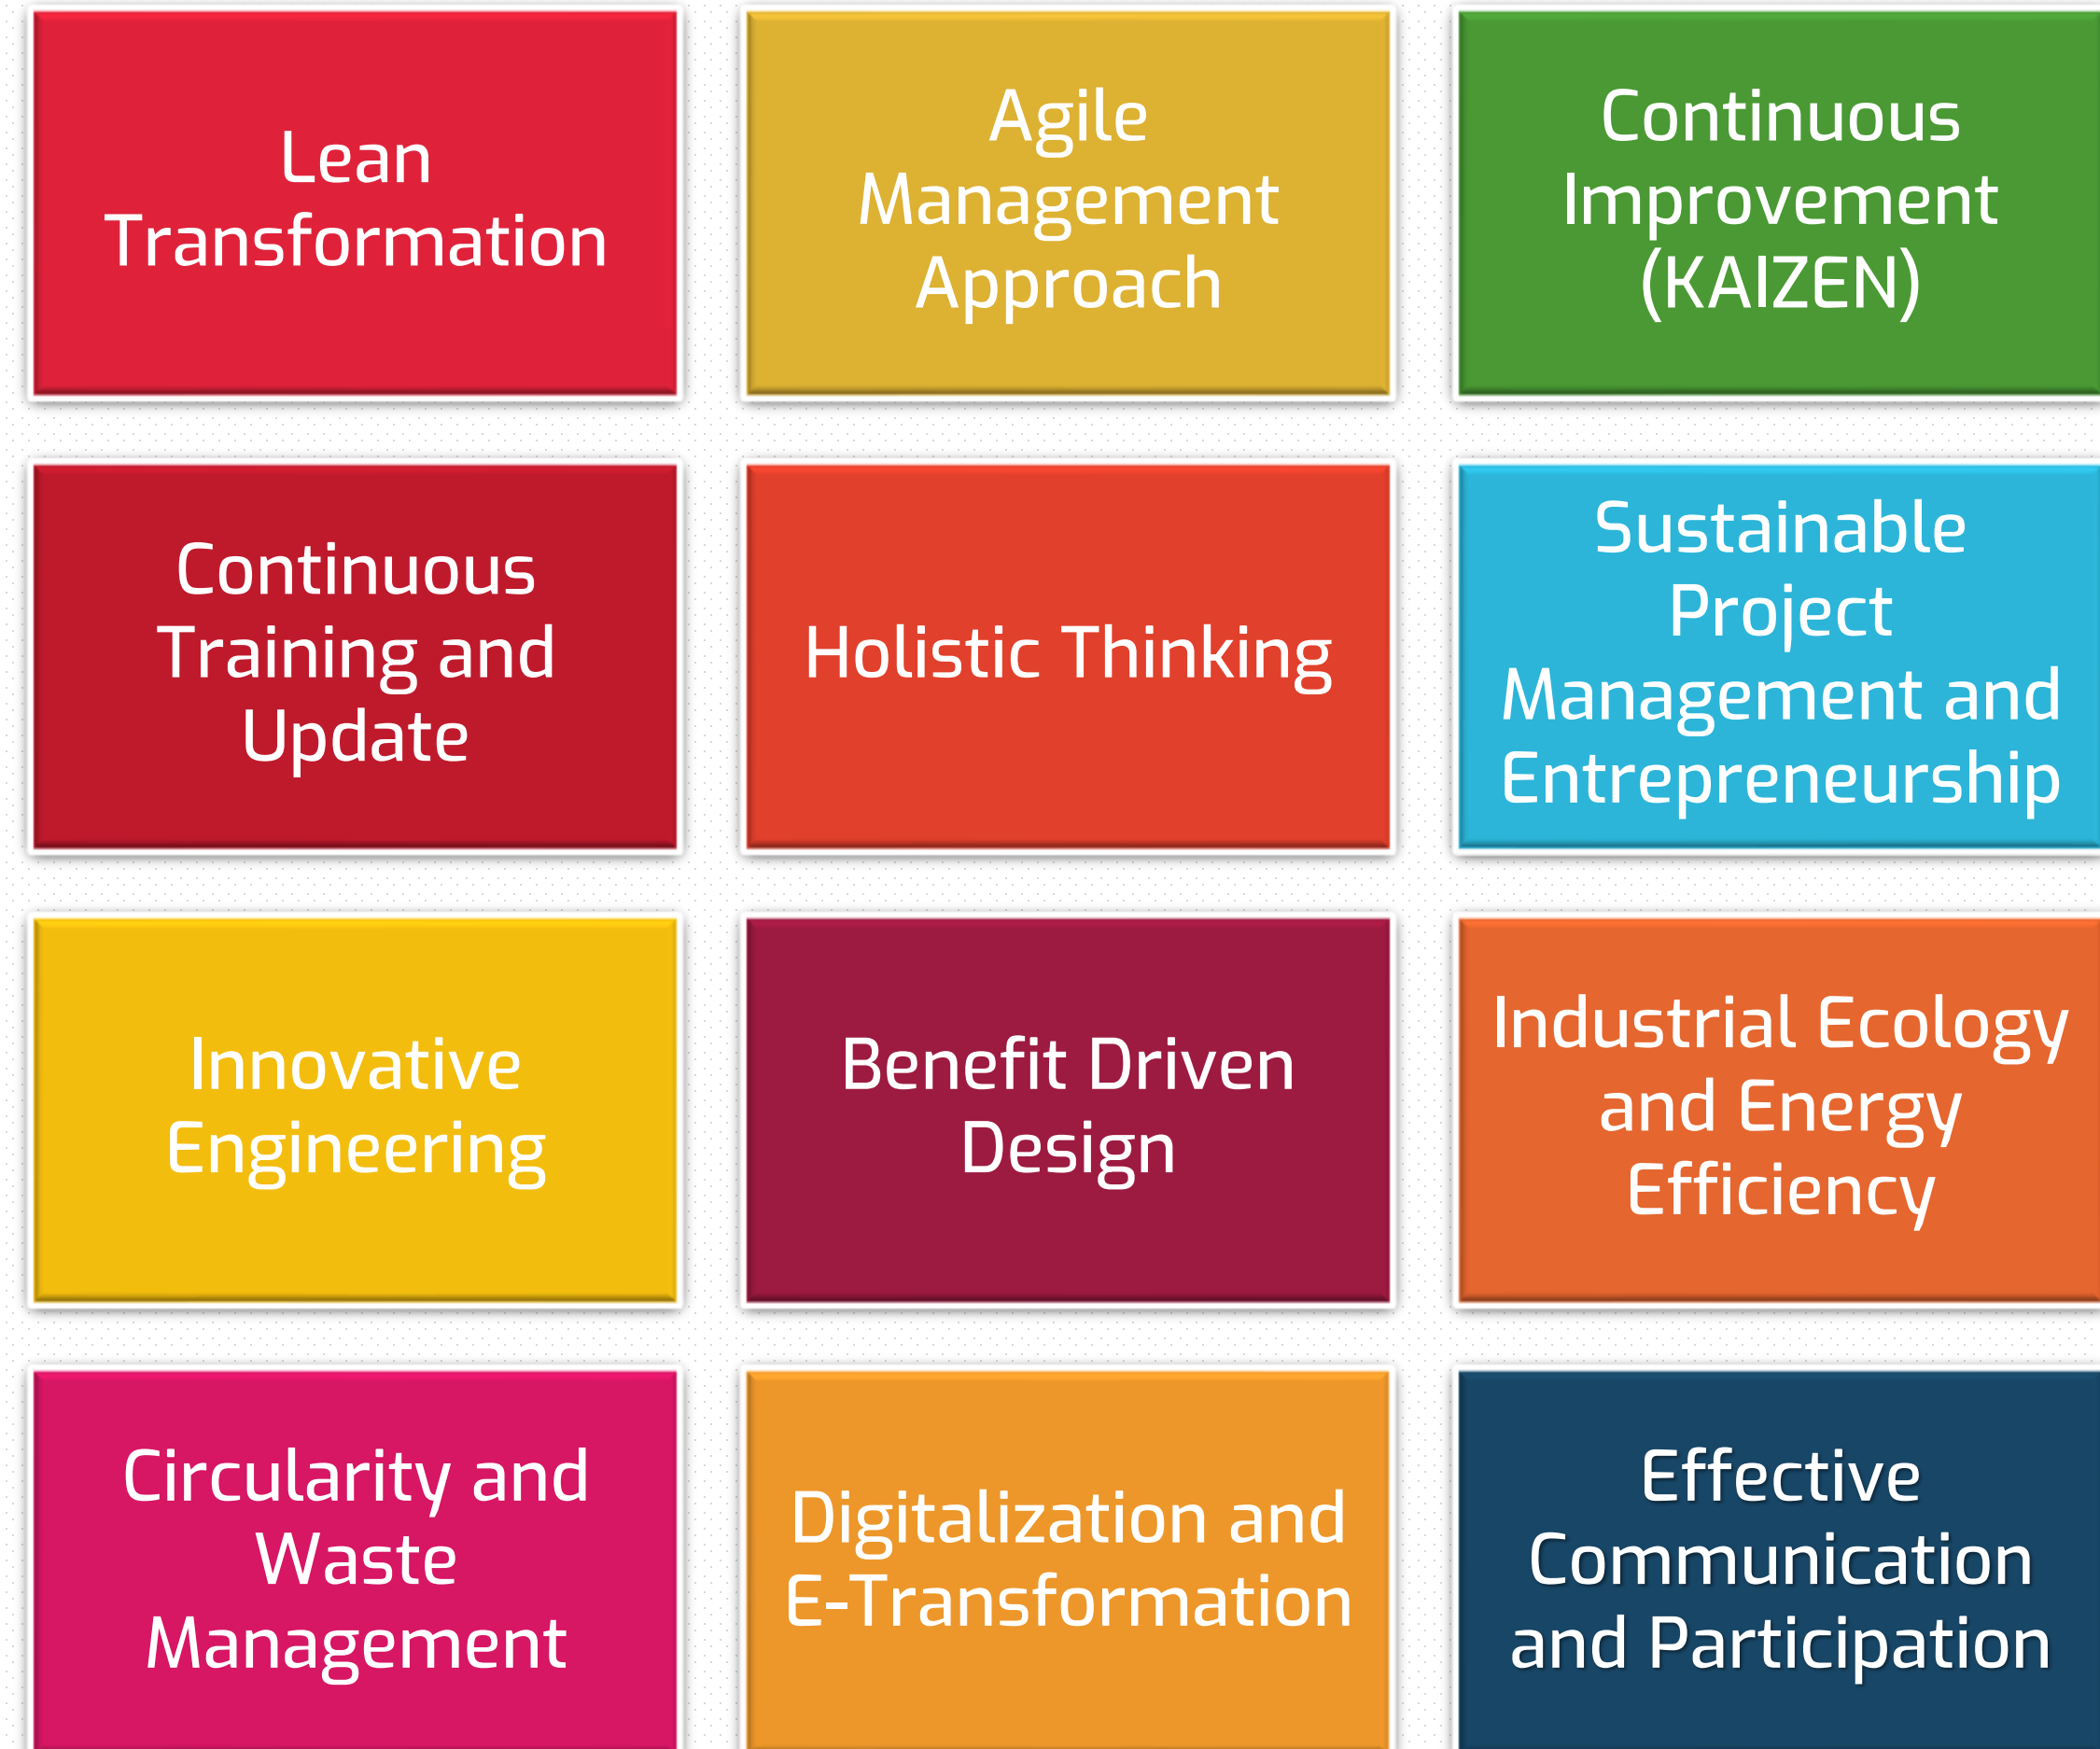 Lean
Transformation
Agile
Management
Approach
Continuous
Improvement
(KAIZEN)
Continuous
Training and
Update
Holistic Thinking
Sustainable
Project
Management and
Entrepreneurship
Innovative
Engineering
Benefit Driven
Design
Industrial Ecology
and Energy
Efficiency
Circularity and
Waste
Management
Digitalization and
E-Transformation
Effective
Communication
and Participation